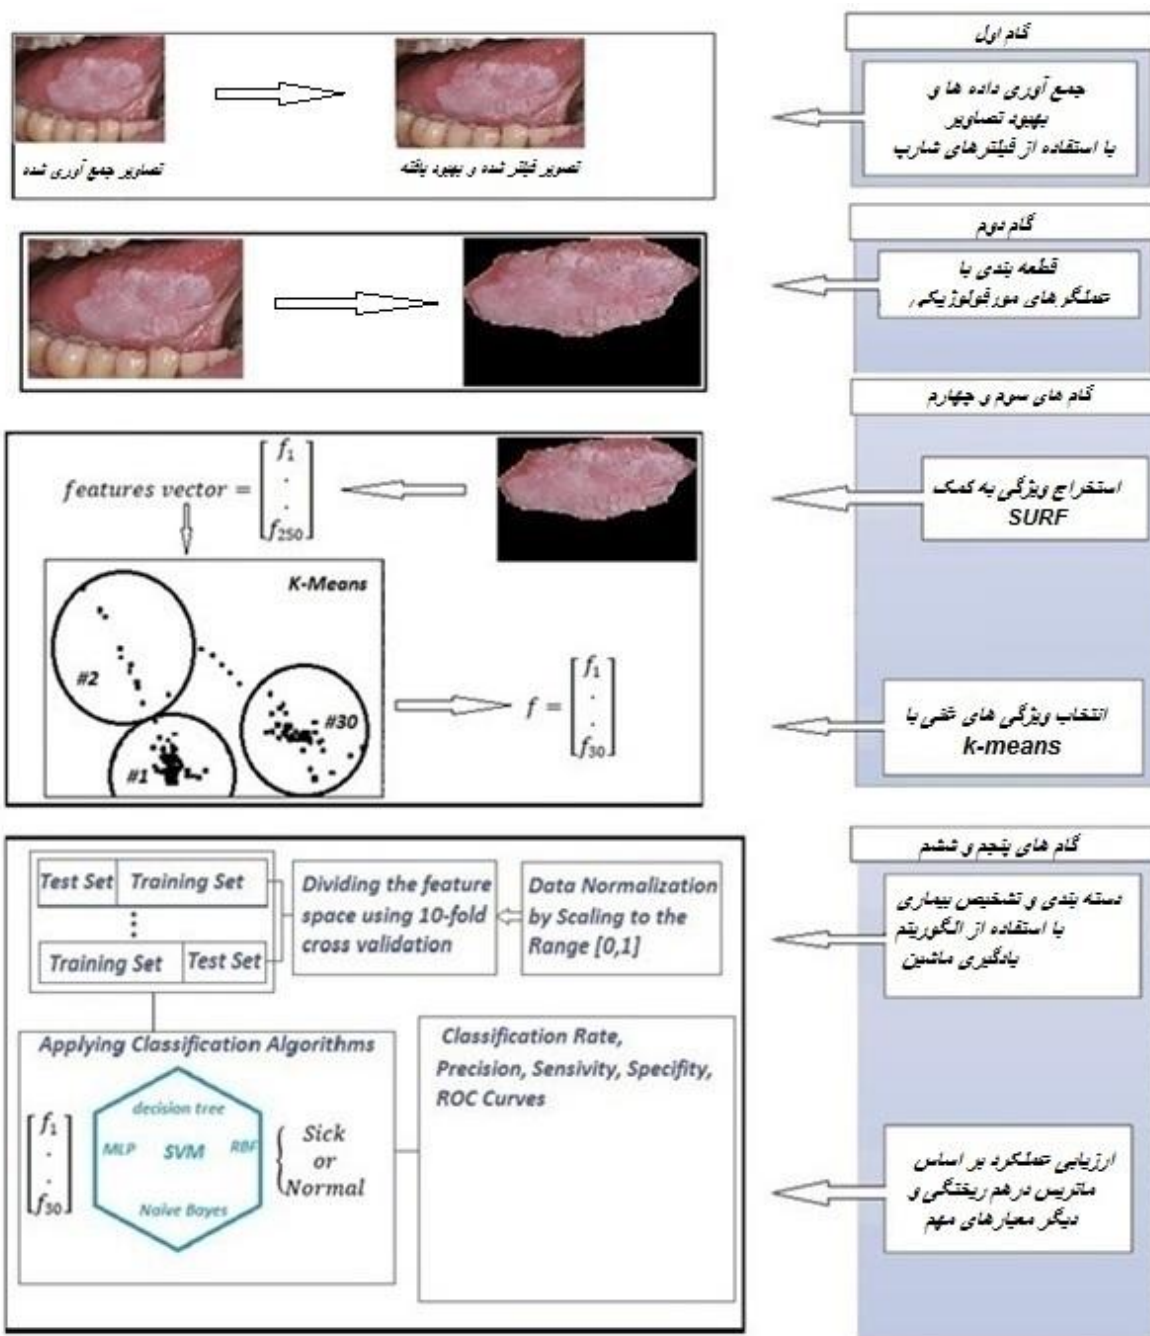 گام اول
جمع آوری داده ها و
بهبود تصاویر
با استفاده از فیلترهای شارپ
تصاویر جمع آوری شده
تصویر فیلتر شده و بهبود یافته
گام دوم
قطعه بندی با
عملگرهای مورفولوژیکی
گام های سوم و چهارم
استخراج ویژگی به کمک
SURF
features vector = [f1 . . f250]
K-Means
#2
#1
#30
f = [f1 . . f30]
انتخاب ویژگی های غنی با
k-means
گام های پنجم و ششم
دسته بندی و تشخیص بیماری
با استفاده از الگوریتم
یادگیری ماشین
Test Set Training Set
Training Set Test Set
Dividing the feature
space using 10-fold
cross validation
Data Normalization
by Scaling to the
Range [0,1]
Applying Classification Algorithms
[f1 . . f30]
decision tree
MLP SVM RBF
Naive Bayes
Sick
or
Normal
Classification Rate,
Precision, Sensivity, Specifity,
ROC Curves
ارزیابی عملکرد بر اساس
ماتریس درهم ریختگی و
دیگر معیارهای مهم